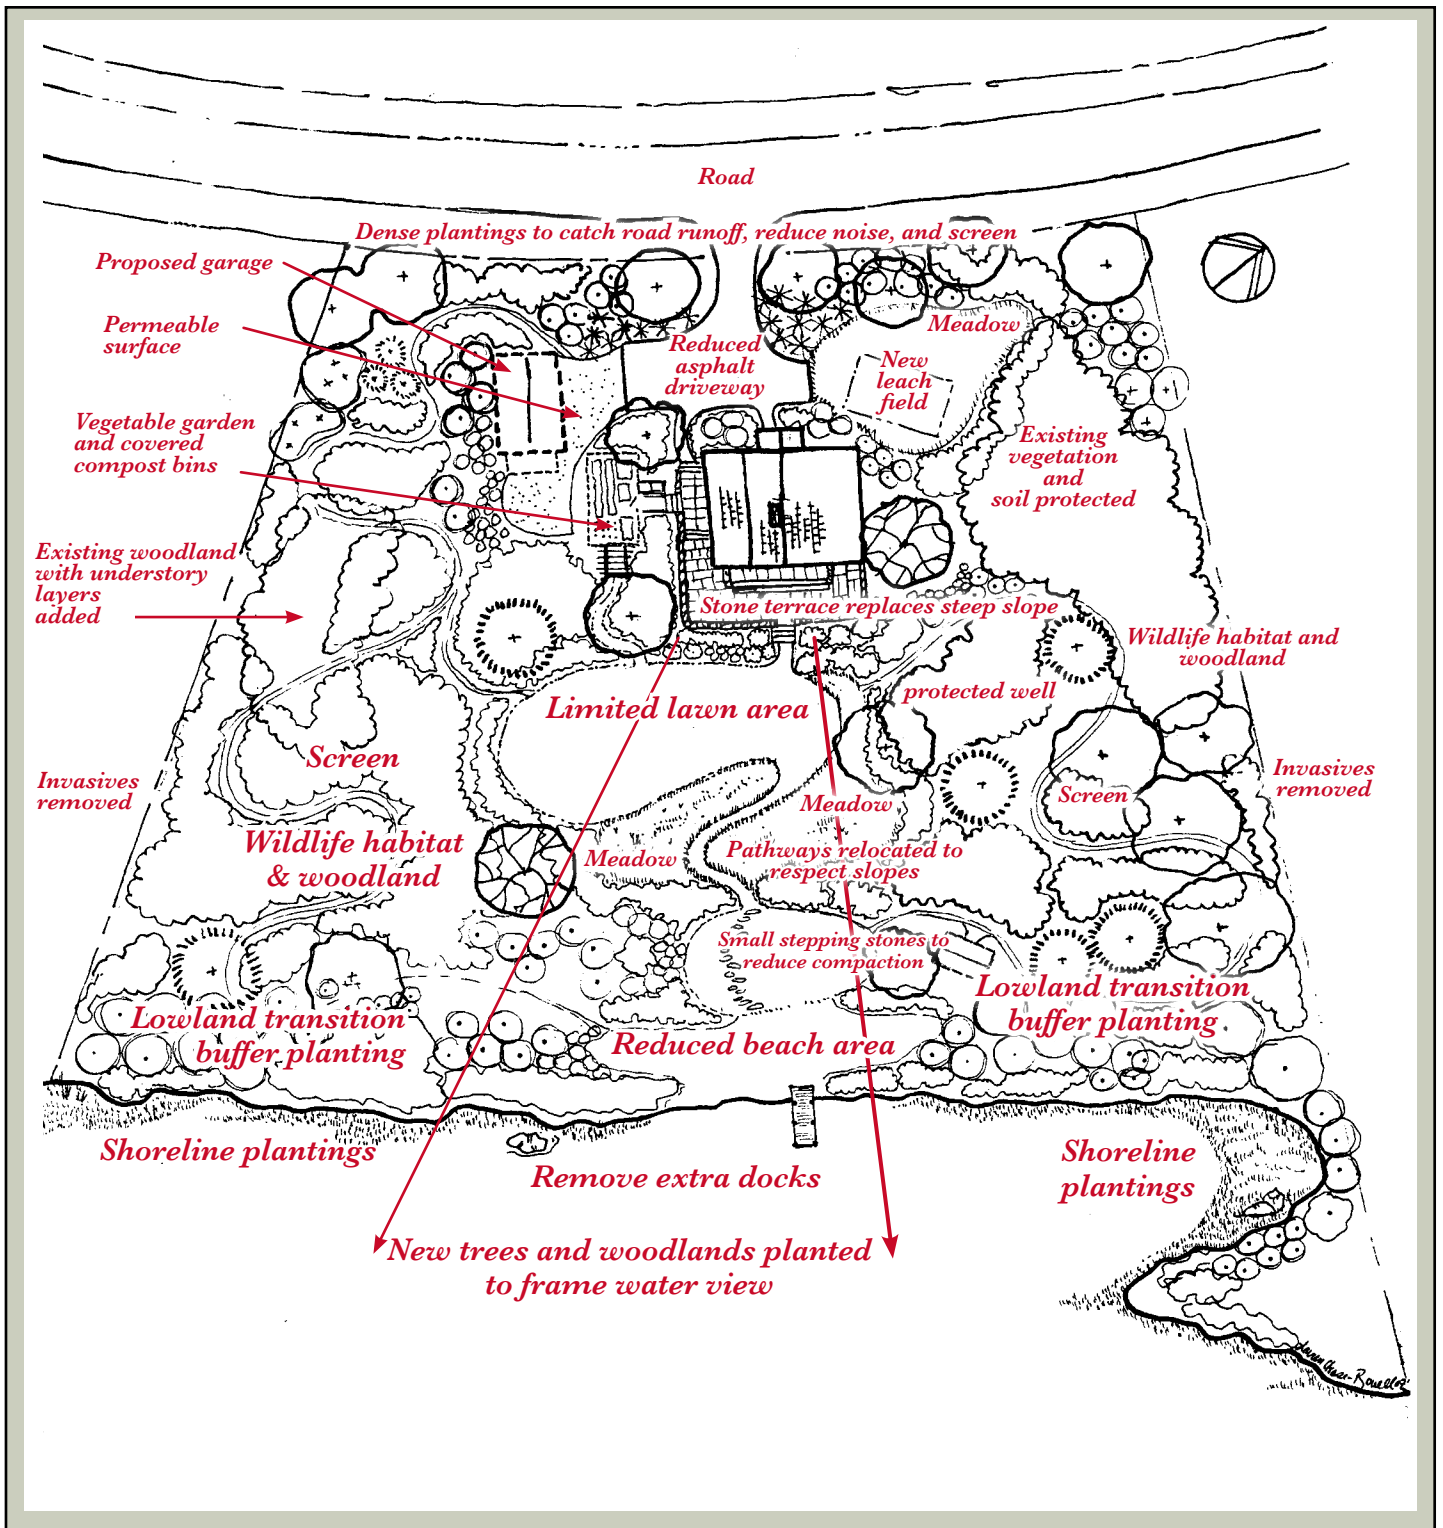 Road
Dense plantings to catch road runoff, reduce noise, and screen
Proposed garage
Permeable
surface
Meadow
Reduced
asphalt
driveway
New
leach
field
Vegetable garden
and covered
compost bins
Existing
vegetation
and
soil protected
Existing woodland
with understory
layers
added
Stone terrace replaces steep slope
Wildlife habitat and
woodland
protected well
Limited lawn area
Screen
Invasives
removed
Meadow
Screen
Invasives
removed
Wildlife habitat
& woodland
Meadow
Pathways relocated to
respect slopes
Small stepping stones to
reduce compaction
Lowland transition
buffer planting
Lowland transition
buffer planting
Reduced beach area
Shoreline plantings
Remove extra docks
Shoreline
plantings
New trees and woodlands planted
to frame water view